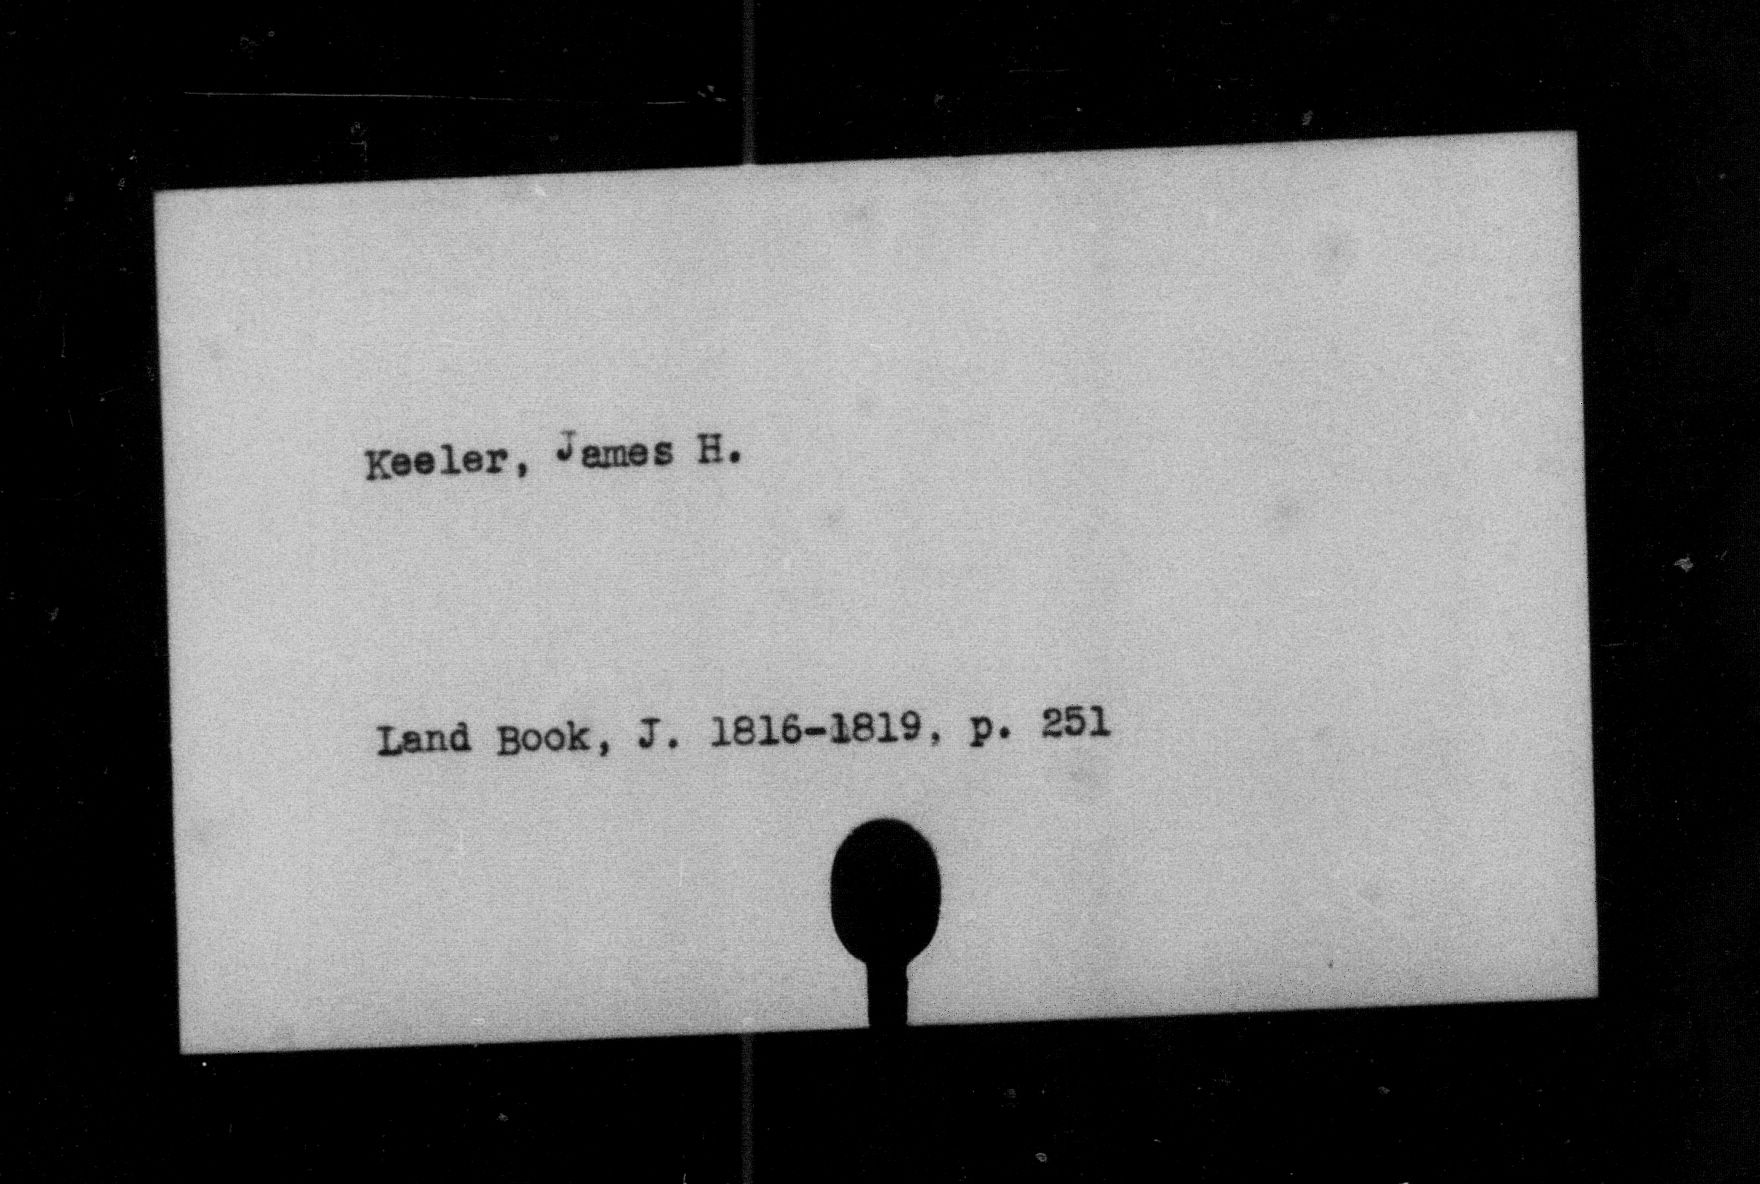 Keeler, James H.
Land Book, J. 1816-1819, p. 251